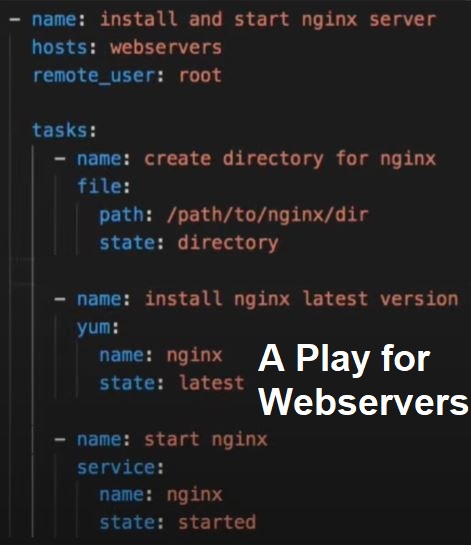 - name: install and start nginx server
  hosts: webservers
  remote_user: root

  tasks:
    - name: create directory for nginx
      file:
        path: /path/to/nginx/dir
        state: directory

    - name: install nginx latest version
      yum:
        name: nginx
        state: latest

    - name: start nginx
      service:
        name: nginx
        state: started
A Play for
Webservers